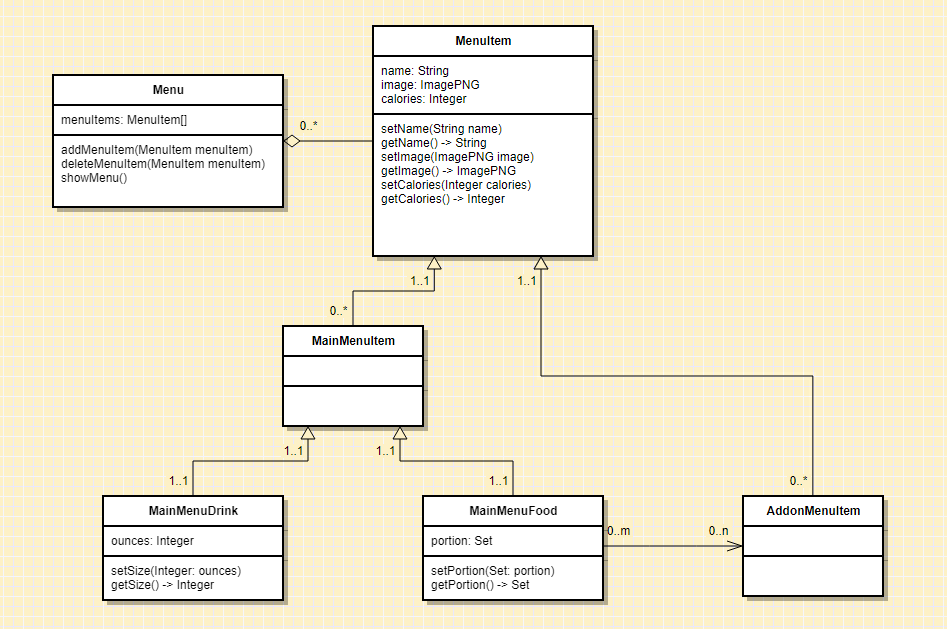 MenuItem
name: String
image: ImagePNG
calories: Integer
setName(String name)
getName() -> String
setImage(ImagePNG image)
getImage() -> ImagePNG
setCalories(Integer calories)
getCalories() -> Integer
Menu
menuItems: MenuItem[]
addMenuItem(MenuItem menuItem)
deleteMenuItem(MenuItem menuItem)
showMenu()
0..*
1..1
1..1
0..*
MainMenuItem
1..1
1..1
1..1
1..1
0..*
MainMenuDrink
ounces: Integer
setSize(Integer: ounces)
getSize() -> Integer
MainMenuFood
portion: Set
setPortion(Set: portion)
getPortion() -> Set
0..m
0..n
AddonMenuItem